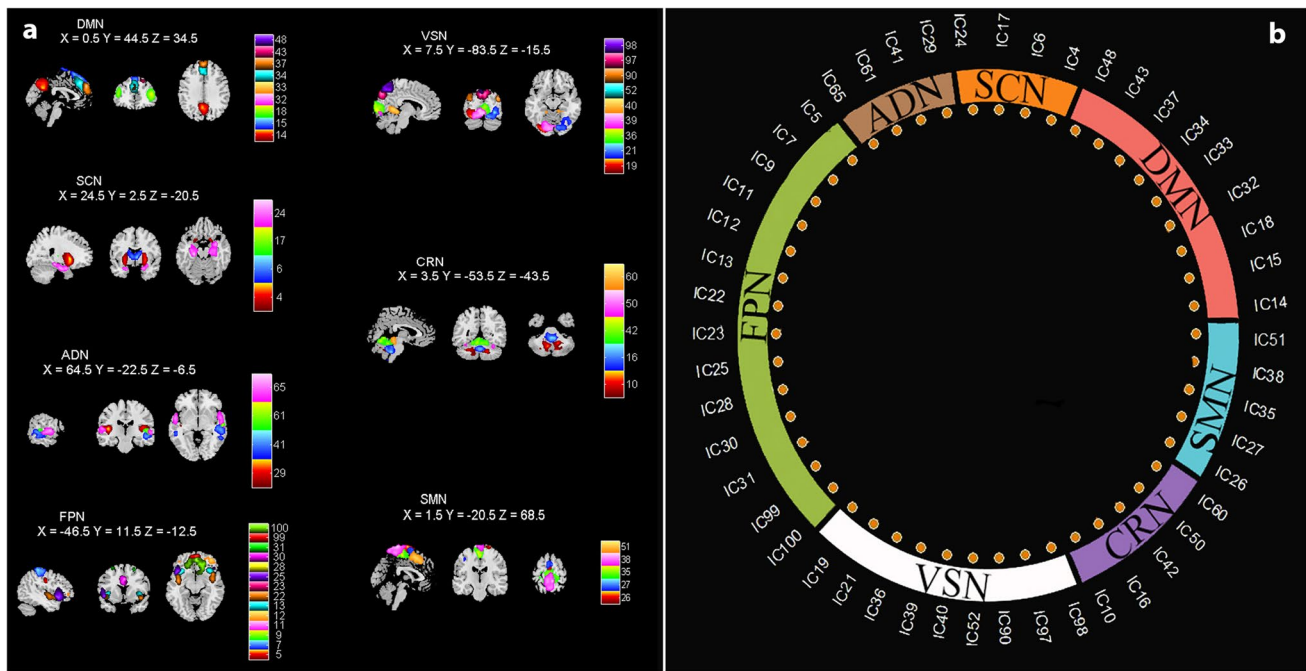 a
DMN
X = 0.5 Y = 44.5 Z = 34.5
48
43
37
34
33
32
18
15
14
SCN
X = 24.5 Y = 2.5 Z = -20.5
24
17
6
4
ADN
X = 64.5 Y = -22.5 Z = -6.5
65
61
41
29
FPN
X = -46.5 Y = 11.5 Z = -12.5
100
99
31
30
28
25
23
22
13
12
11
9
7
5
VSN
X = 7.5 Y = -83.5 Z = -15.5
98
97
90
52
40
39
36
21
19
CRN
X = 3.5 Y = -53.5 Z = -43.5
60
50
42
16
10
SMN
X = 1.5 Y = -20.5 Z = 68.5
51
38
35
27
26
b
SCN
IC24
IC17
IC6
IC4
DMN
IC48
IC43
IC37
IC34
IC33
IC32
IC18
IC15
IC14
SMN
IC51
IC38
IC35
IC27
IC26
CRN
IC60
IC50
IC42
IC16
IC10
VSN
IC98
IC97
IC90
IC52
IC40
IC39
IC36
IC21
IC19
FPN
IC100
IC99
IC31
IC30
IC28
IC25
IC23
IC22
IC13
IC12
IC11
IC9
IC7
IC5
ADN
IC65
IC61
IC41
IC29